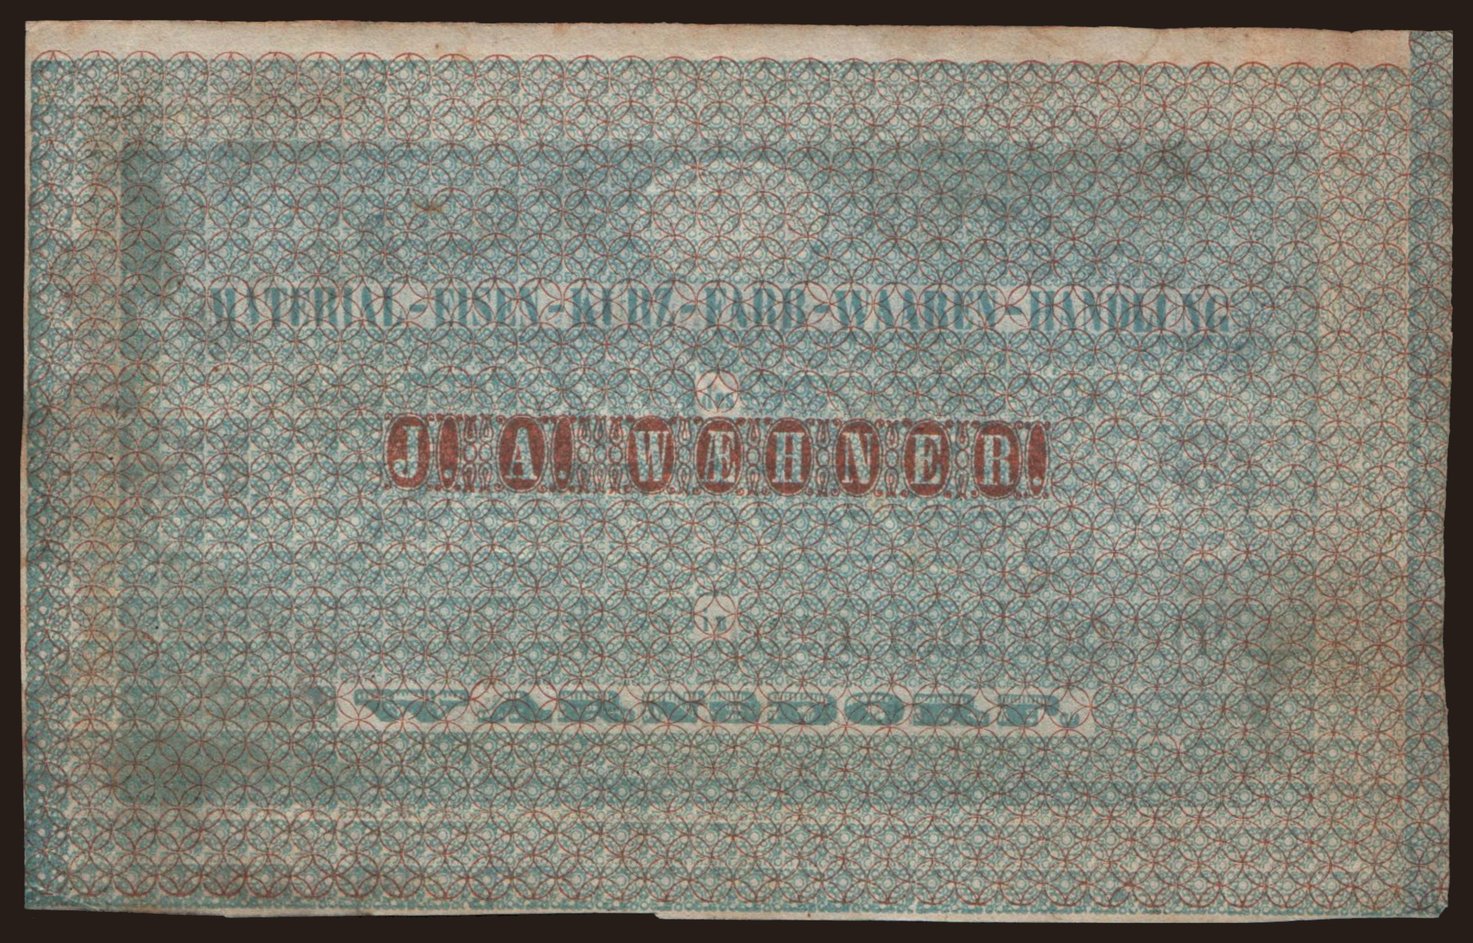 MATERIAL-EISEN-KURZ-FARB-WAAREN-HANDLUNG
des
J. A. WÆHNER.
in
WARNSDORF.